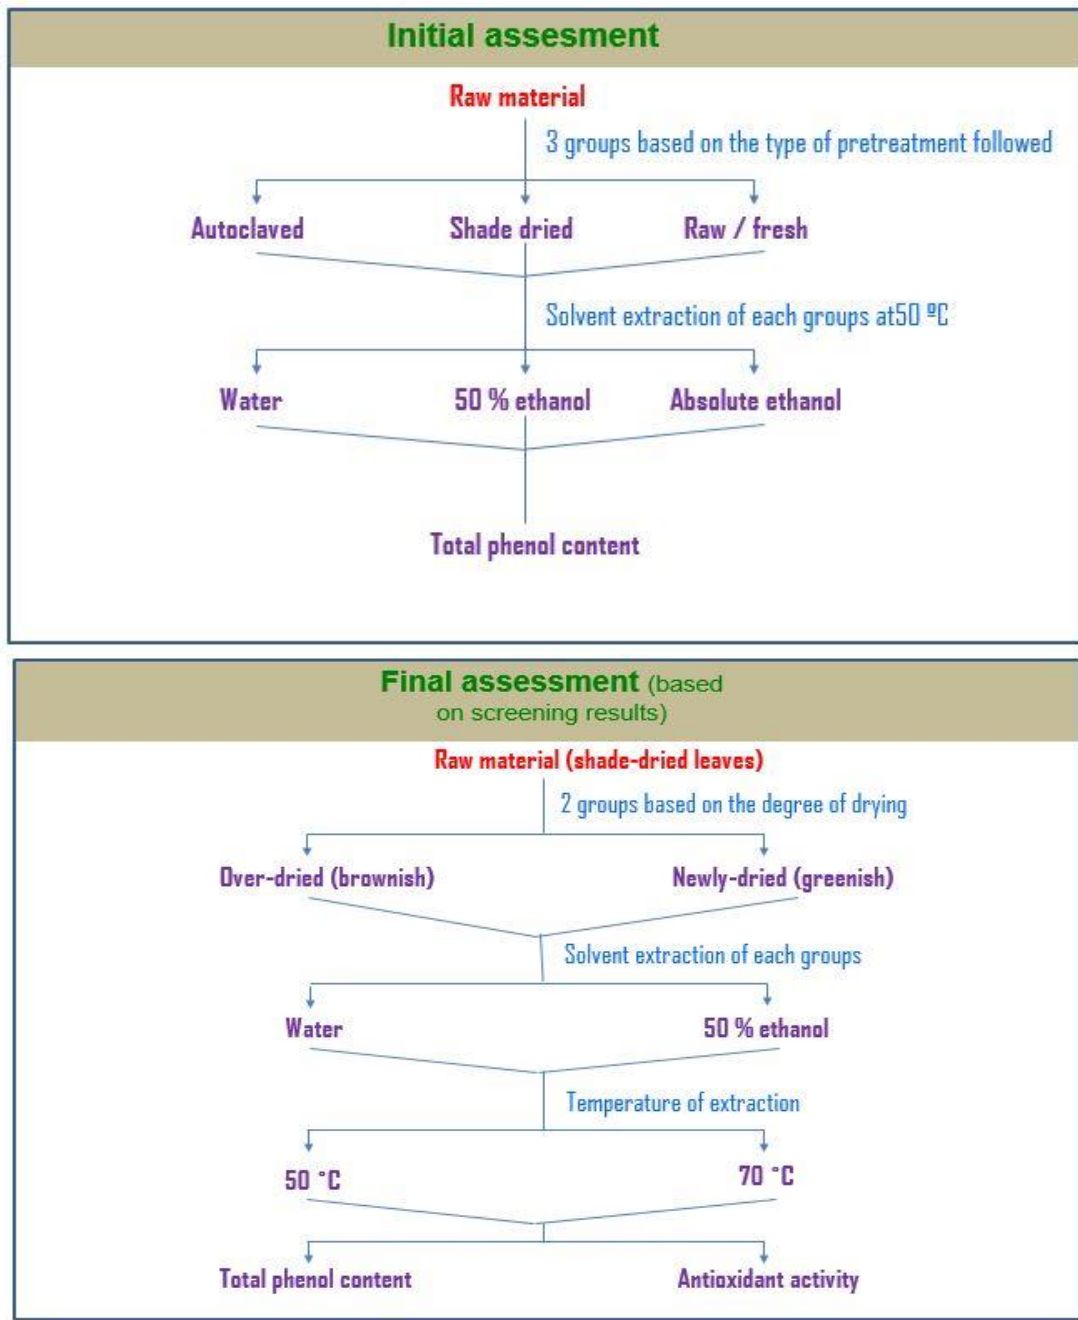 Initial assesment
Raw material
3 groups based on the type of pretreatment followed
Autoclaved Shade dried Raw / fresh
Solvent extraction of each groups at50 ºC
Water 50 % ethanol Absolute ethanol
Total phenol content
Final assessment (based
on screening results)
Raw material (shade-dried leaves)
2 groups based on the degree of drying
Over-dried (brownish) Newly-dried (greenish)
Solvent extraction of each groups
Water 50 % ethanol
Temperature of extraction
50 °C 70 °C
Total phenol content Antioxidant activity